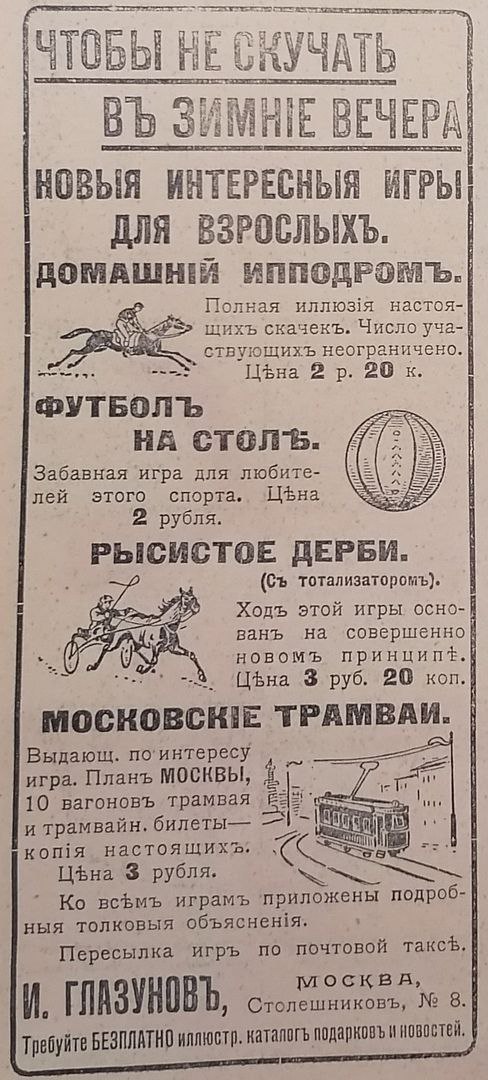 ЧТОБЫ НЕ СКУЧАТЬ
ВЪ ЗИМНІЕ ВЕЧЕРА
НОВЫЯ ИНТЕРЕСНЫЯ ИГРЫ
ДЛЯ ВЗРОСЛЫХЪ.
ДОМАШНІЙ ИППОДРОМЪ.
Полная иллюзія настоя-
щихъ скачекъ. Число уча-
ствующихъ неограничено.
Цѣна 2 р. 20 к.
ФУТБОЛЪ
НА СТОЛѢ.
Забавная игра для любите-
лей этого спорта. Цѣна
2 рубля.
РЫСИСТОЕ ДЕРБИ.
(Съ тотализаторомъ).
Ходъ этой игры осно-
ванъ на совершенно
новомъ принципѣ.
Цѣна 3 руб. 20 коп.
МОСКОВСКІЕ ТРАМВАИ.
Выдающ. по интересу
игра. Планъ МОСКВЫ,
10 вагоновъ трамвая
и трамвайн. билеты—
копія настоящихъ.
Цѣна 3 рубля.
Ко всѣмъ играмъ приложены подроб-
ныя толковыя объясненія.
Пересылка игръ по почтовой таксѣ.
И. ГЛАЗУНОВЪ, МОСКВА,
Столешниковъ, № 8.
Требуйте БЕЗПЛАТНО иллюстр. каталогъ подарковъ и новостей.